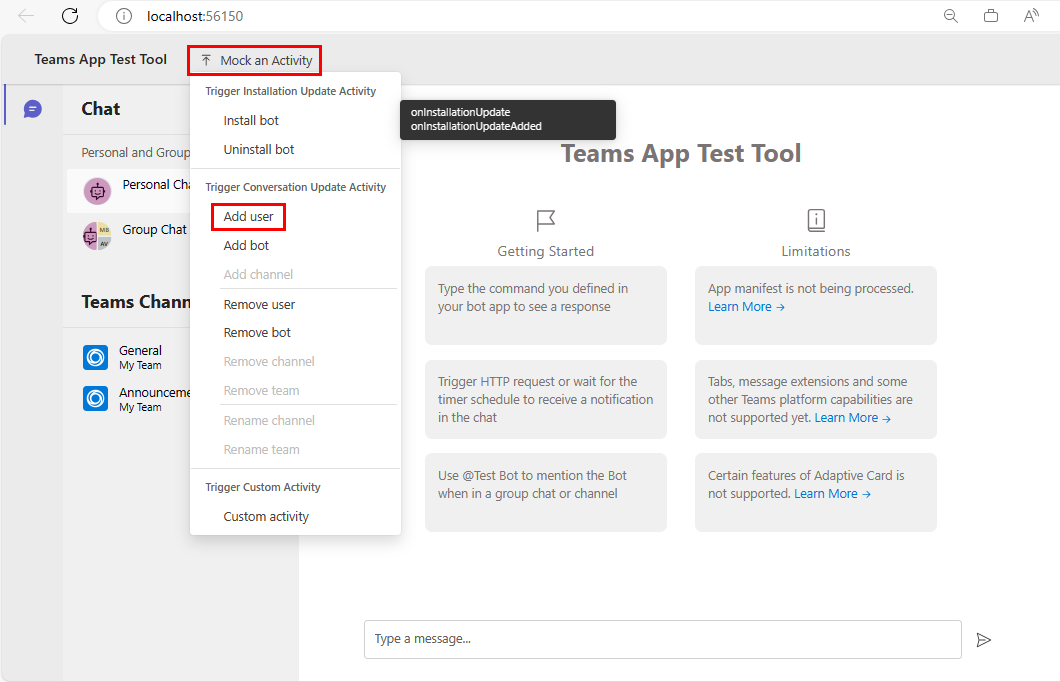 localhost:56150
Teams App Test Tool
Mock an Activity
Trigger Installation Update Activity
Install bot
Uninstall bot
Trigger Conversation Update Activity
Add user
Add bot
Add channel
Remove user
Remove bot
Remove channel
Remove team
Rename channel
Rename team
Trigger Custom Activity
Custom activity
onInstallationUpdate
onInstallationUpdateAdded
Chat
Personal and Group
Personal Cha
MB
AV
Group Chat
Teams Chann
General
My Team
Announceme
My Team
Teams App Test Tool
Getting Started
Type the command you defined in
your bot app to see a response
Trigger HTTP request or wait for the
timer schedule to receive a notification
in the chat
Use @Test Bot to mention the Bot
when in a group chat or channel
Limitations
App manifest is not being processed.
Learn More →
Tabs, message extensions and some
other Teams platform capabilities are
not supported yet. Learn More →
Certain features of Adaptive Card is
not supported. Learn More →
Type a message...